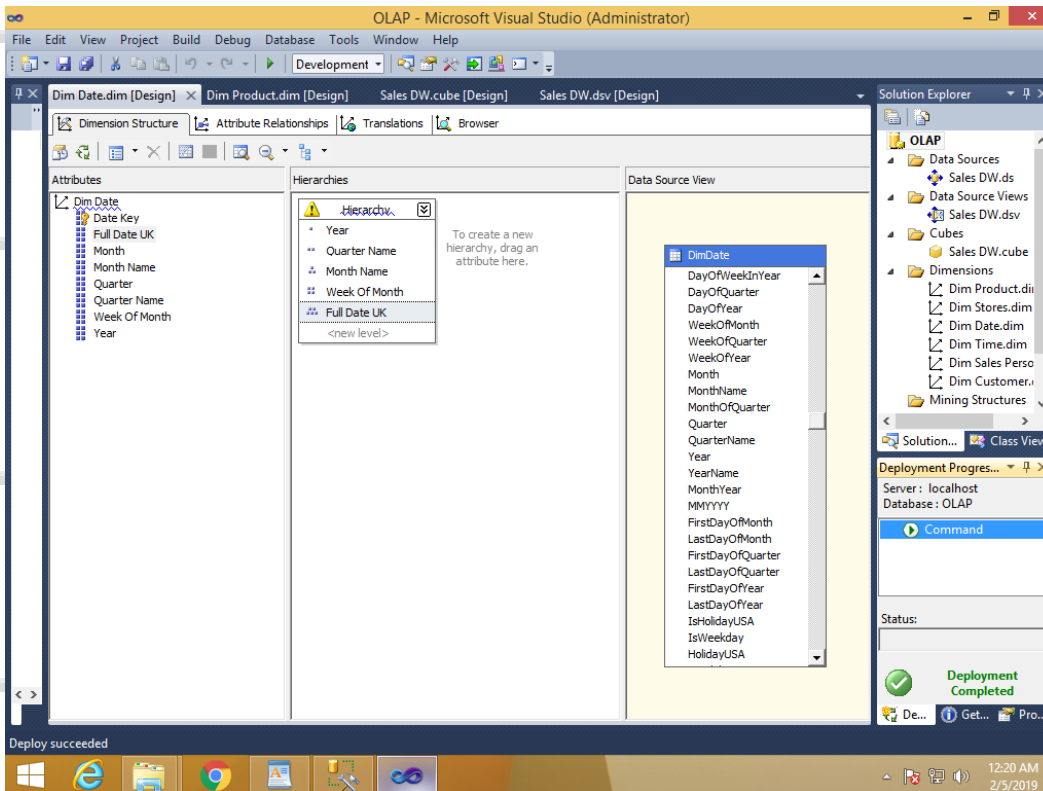 OLAP - Microsoft Visual Studio (Administrator)
File Edit View Project Build Debug Database Tools Window Help
Development
Dim Date.dim [Design] Dim Product.dim [Design] Sales DW.cube [Design] Sales DW.dsv [Design]
Dimension Structure Attribute Relationships Translations Browser
Attributes
Dim Date
Date Key
Full Date UK
Month
Month Name
Quarter
Quarter Name
Week Of Month
Year
Hierarchies
Hierarchy
Year
Quarter Name
Month Name
Week Of Month
Full Date UK
<new level>
To create a new
hierarchy, drag an
attribute here.
Data Source View
DimDate
DayOfWeekInYear
DayOfQuarter
DayOfYear
WeekOfMonth
WeekOfQuarter
WeekOfYear
Month
MonthName
MonthOfQuarter
Quarter
QuarterName
Year
YearName
MonthYear
MMYYYY
FirstDayOfMonth
LastDayOfMonth
FirstDayOfQuarter
LastDayOfQuarter
FirstDayOfYear
LastDayOfYear
IsHolidayUSA
IsWeekday
HolidayUSA
Solution Explorer
OLAP
Data Sources
Sales DW.ds
Data Source Views
Sales DW.dsv
Cubes
Sales DW.cube
Dimensions
Dim Product.di
Dim Stores.dim
Dim Date.dim
Dim Time.dim
Dim Sales Perso
Dim Customer.
Mining Structures
Solution... Class View
Deployment Progres...
Server : localhost
Database : OLAP
Command
Status:
Deployment
Completed
De... Get... Pro...
Deploy succeeded
12:20 AM
2/5/2019